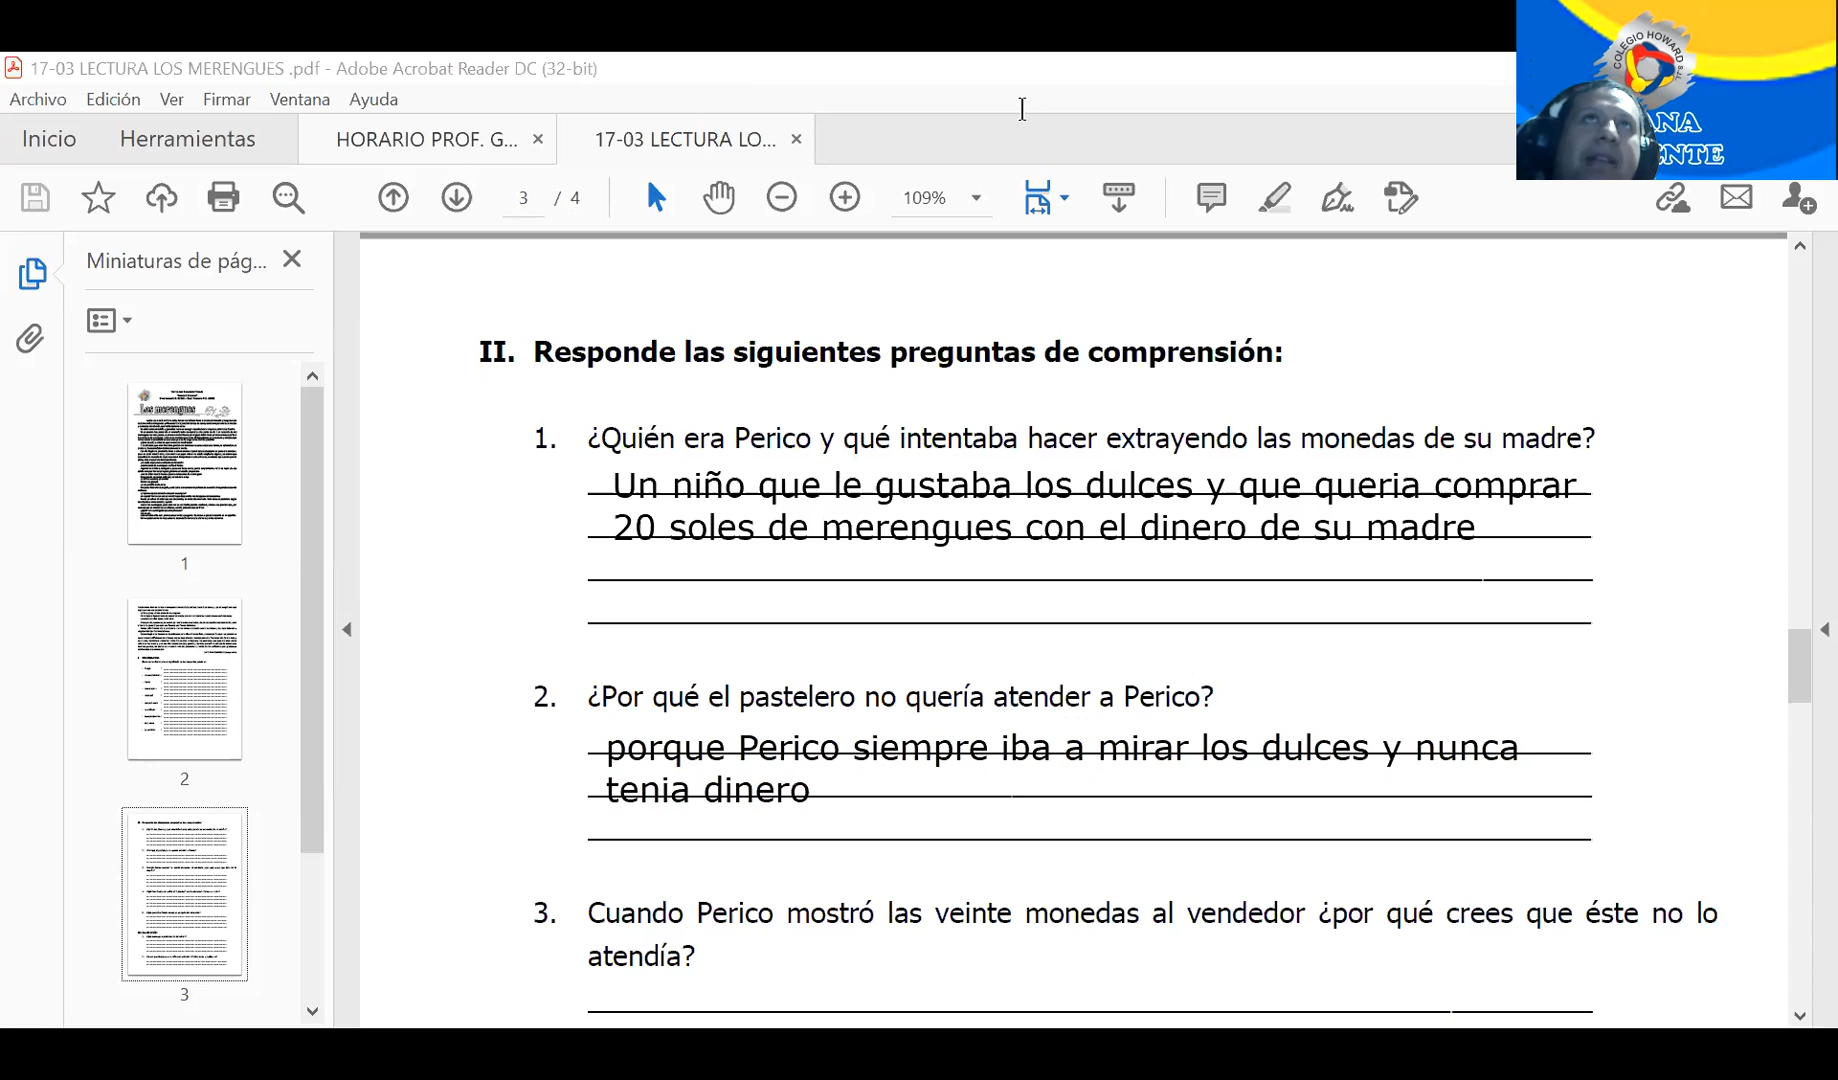 17-03 LECTURA LOS MERENGUES .pdf - Adobe Acrobat Reader DC (32-bit)
Archivo Edición Ver Firmar Ventana Ayuda
Inicio Herramientas HORARIO PROF. G... × 17-03 LECTURA LO... ×
COLEGIO HOWARD
3 / 4 109%
Miniaturas de pág...
II. Responde las siguientes preguntas de comprensión:
1. ¿Quién era Perico y qué intentaba hacer extrayendo las monedas de su madre?
Un niño que le gustaba los dulces y que queria comprar
20 soles de merengues con el dinero de su madre
2. ¿Por qué el pastelero no quería atender a Perico?
porque Perico siempre iba a mirar los dulces y nunca
tenia dinero
3. Cuando Perico mostró las veinte monedas al vendedor ¿por qué crees que éste no lo
atendía?
Los merengues
1
2
3